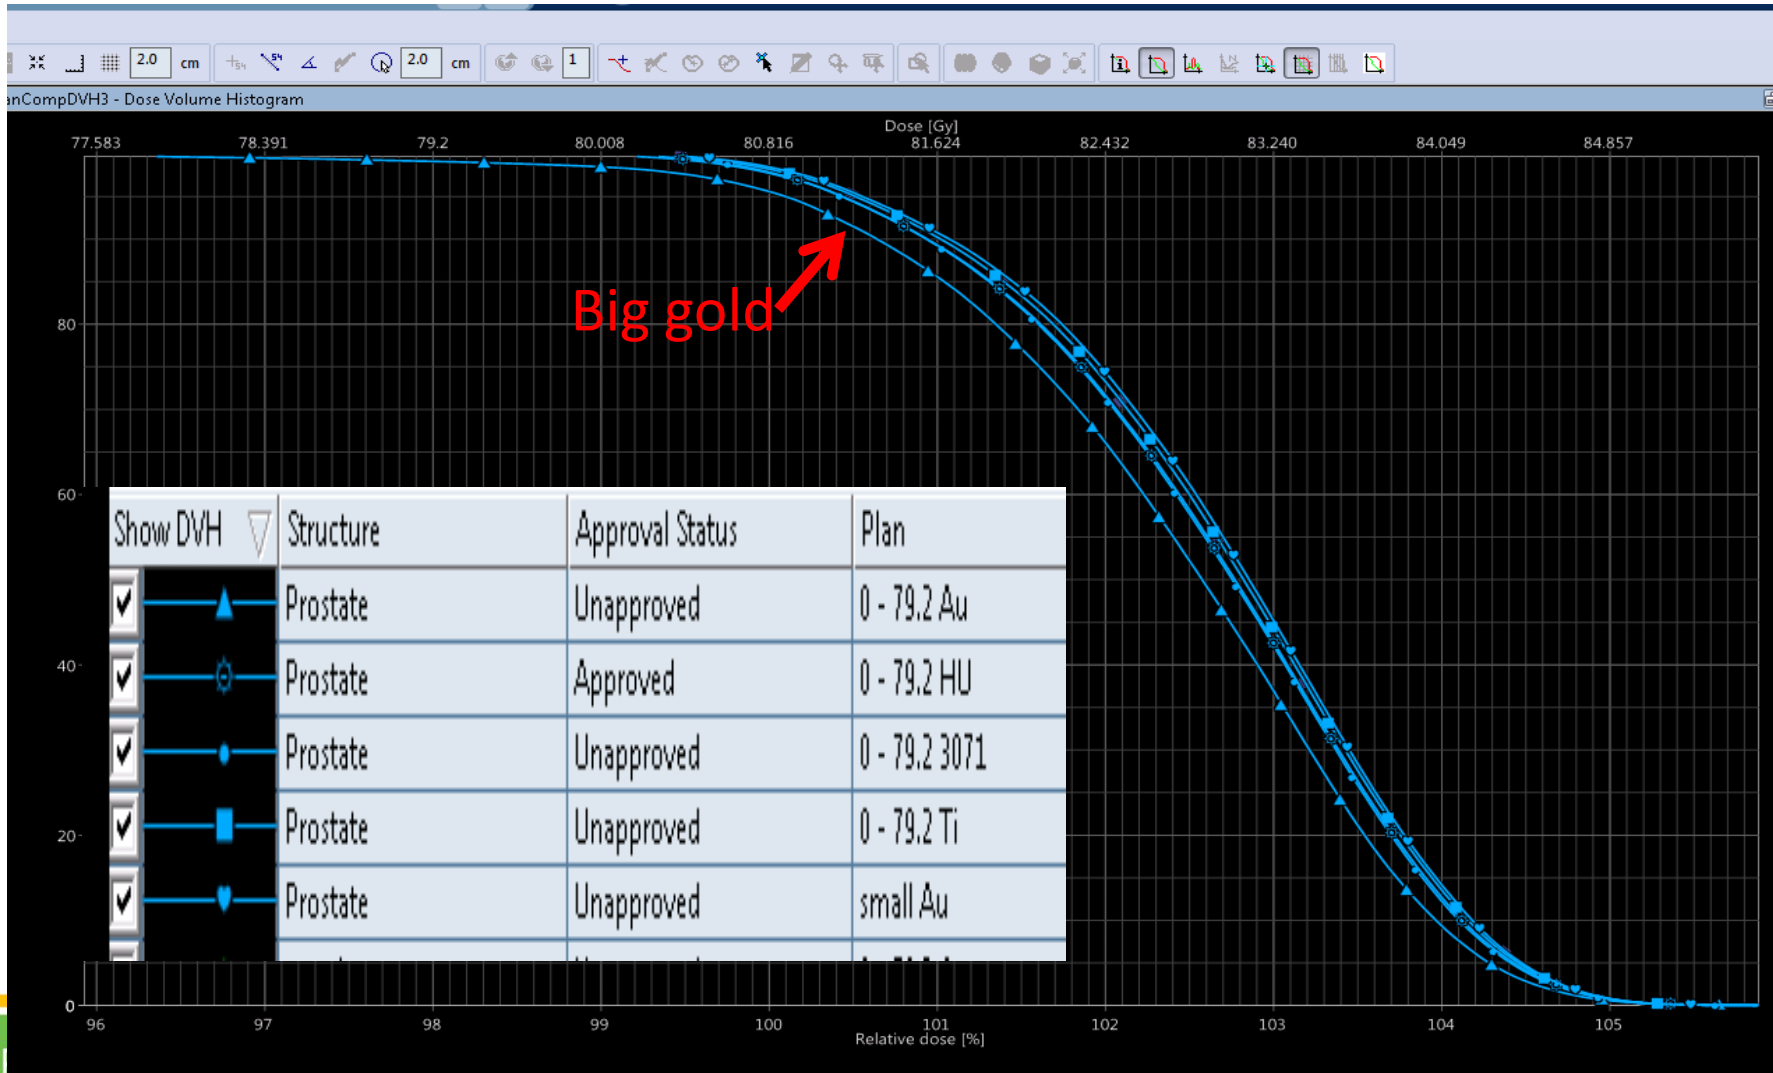 2.0 cm 54 54 2.0 cm 1
anCompDVH3 - Dose Volume Histogram
Dose [Gy]
77.583 78.391 79.2 80.008 80.816 81.624 82.432 83.240 84.049 84.857
Big gold
80
60
40
20
0
Show DVH Structure Approval Status Plan
Prostate Unapproved 0 - 79.2 Au
Prostate Approved 0 - 79.2 HU
Prostate Unapproved 0 - 79.2 3071
Prostate Unapproved 0 - 79.2 Ti
Prostate Unapproved small Au
96 97 98 99 100 101 102 103 104 105
Relative dose [%]